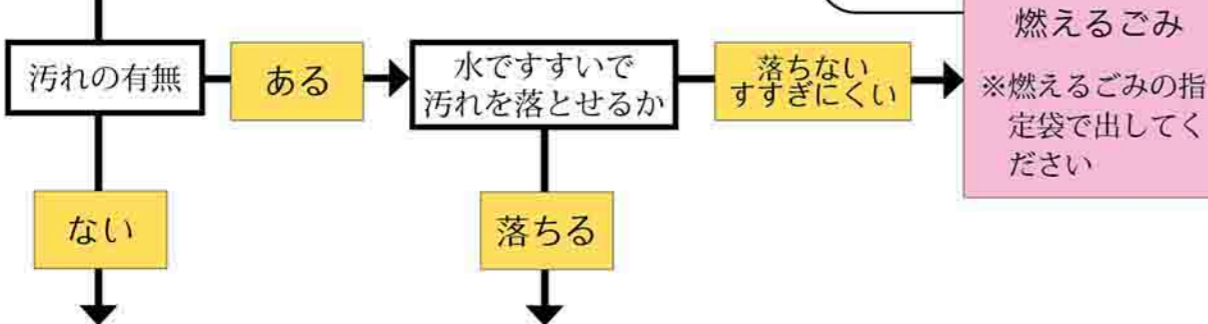 汚れの有無
ある
水ですすいで
汚れを落とせるか
落ちない
すすぎにくい
燃えるごみ
※燃えるごみの指
定袋で出してく
ださい
ない
落ちる